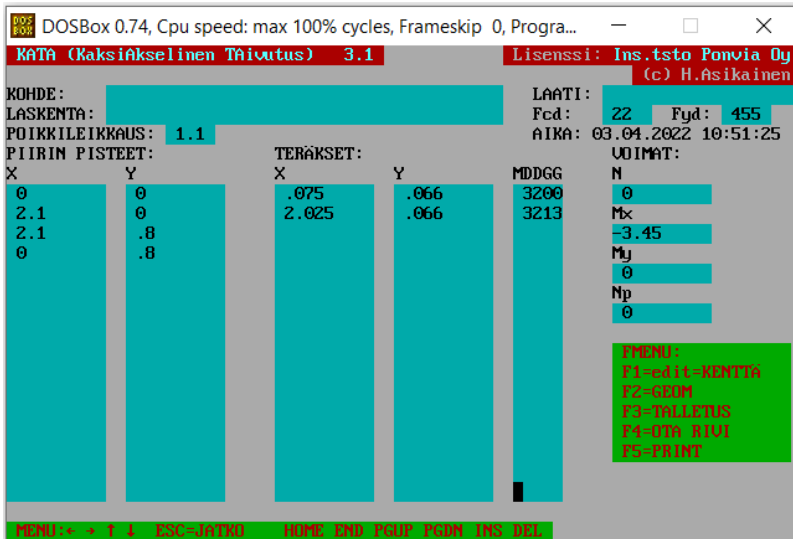 DOSBox 0.74, Cpu speed: max 100% cycles, Frameskip 0, Progra...
KATA (KaksiAkselinen TAivutus) 3.1 Lisenssi: Ins.tsto Ponvia Oy
(c) H.Asikainen
KOHDE: LAATI:
LASKENTA: Fcd: 22 Fyd: 455
POIKKILEIKKAUS: 1.1 AIKA: 03.04.2022 10:51:25
PIIRIN PISTEET: TERÄKSET: VOIMAT:
X Y X Y MDDGG N
0 0 .075 .066 3200 0
2.1 0 2.025 .066 3213 Mx
2.1 .8 -3.45
0 .8 My
0
Np
0
FMENU:
F1=edit=KENTTÄ
F2=GEOM
F3=TALLETUS
F4=OTA RIVI
F5=PRINT
MENU:← → ↑ ↓ ESC=JATKO HOME END PGUP PGDN INS DEL